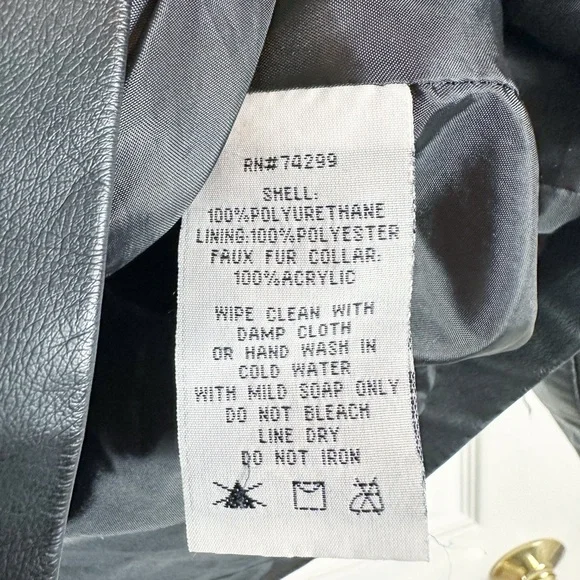 RN#74299
SHELL:
100%POLYURETHANE
LINING:100%POLYESTER
FAUX FUR COLLAR:
100%ACRYLIC
WIPE CLEAN WITH
DAMP CLOTH
OR HAND WASH IN
COLD WATER
WITH MILD SOAP ONLY
DO NOT BLEACH
LINE DRY
DO NOT IRON